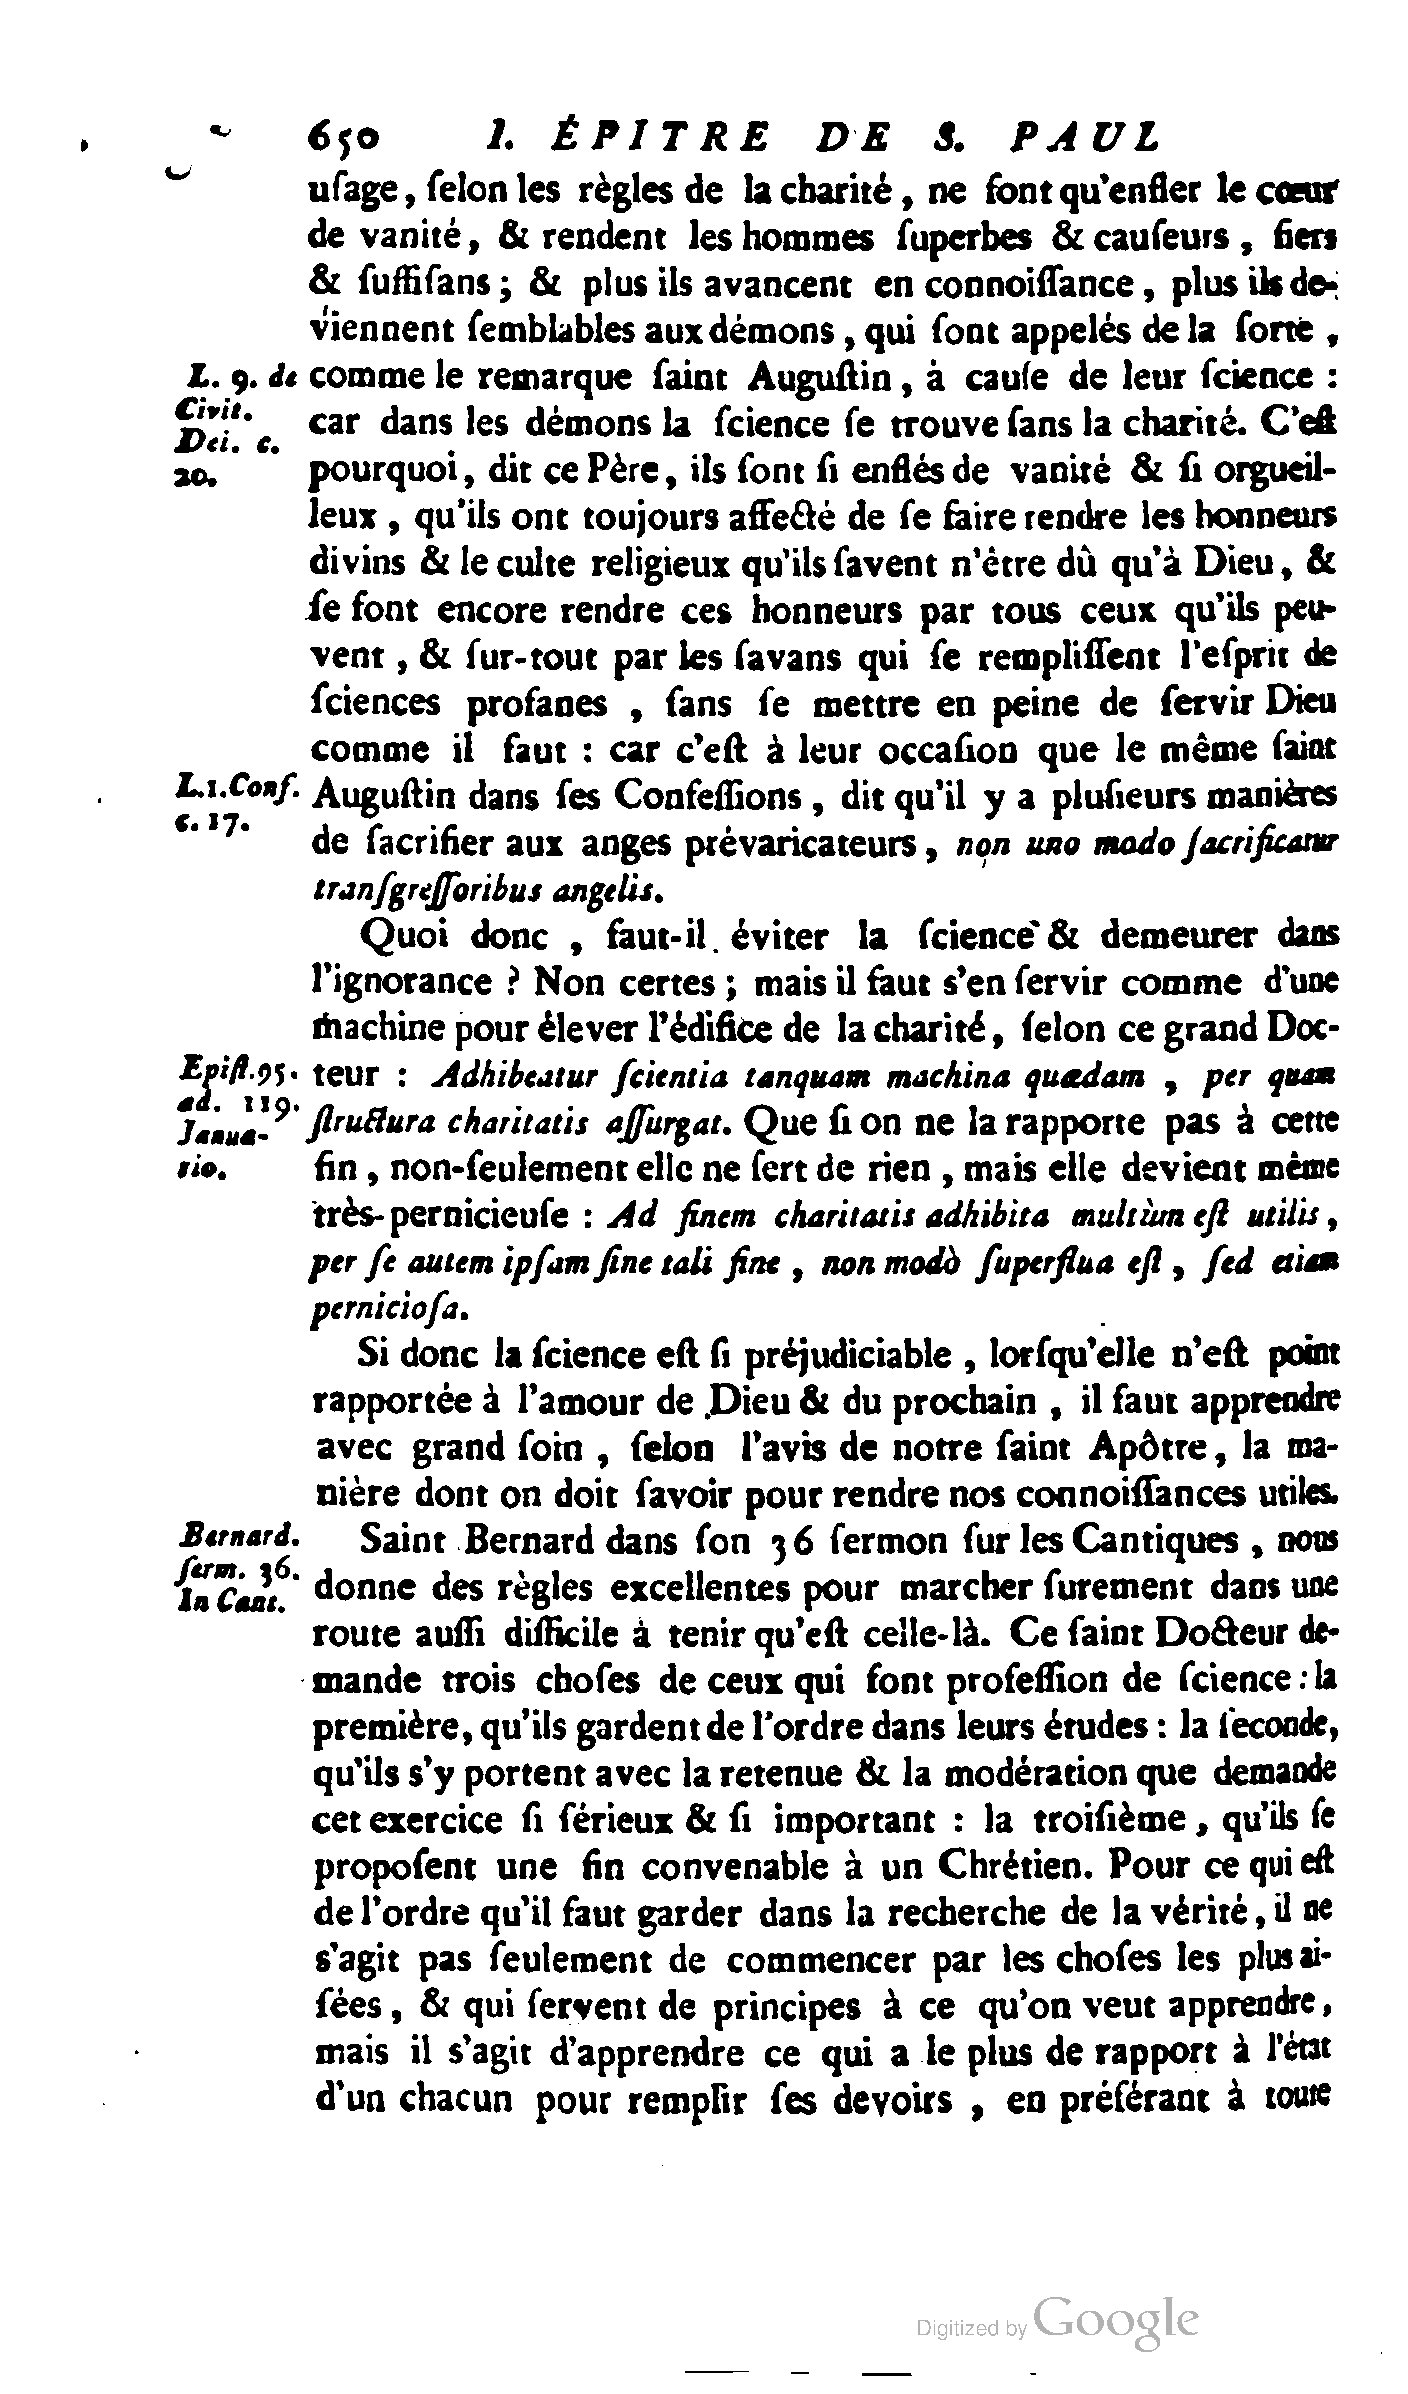 650 I. ÉPITRE DE S. PAUL
uſage, ſelon les règles de la charité, ne font qu'enfler le cœur
de vanité, & rendent les hommes ſuperbes & cauſeurs, fiers
& ſuffiſans; & plus ils avancent en connoiſſance, plus ils de-
viennent ſemblables aux démons, qui ſont appelés de la ſorte,
L. 9. de comme le remarque ſaint Auguſtin, à cauſe de leur ſcience :
Civit.
car dans les démons la ſcience ſe trouve ſans la charité. C'eſt
Dei. c.
20. pourquoi, dit ce Père, ils ſont ſi enflés de vanité & ſi orgueil-
leux, qu'ils ont toujours affecté de ſe faire rendre les honneurs
divins & le culte religieux qu'ils ſavent n'être dû qu'à Dieu, &
ſe font encore rendre ces honneurs par tous ceux qu'ils peu-
vent, & ſur-tout par les ſavans qui ſe rempliſſent l'eſprit de
ſciences profanes, ſans ſe mettre en peine de ſervir Dieu
comme il faut : car c'eſt à leur occaſion que le même ſaint
L.1.Conf. Auguſtin dans ſes Confeſſions, dit qu'il y a pluſieurs manières
c. 17.
de ſacrifier aux anges prévaricateurs, non uno modo ſacrificatur
tranſgreſſoribus angelis.
Quoi donc, faut-il éviter la ſcience & demeurer dans
l'ignorance ? Non certes; mais il faut s'en ſervir comme d'une
machine pour élever l'édifice de la charité, ſelon ce grand Doc-
Epiſt.95. teur : Adhibeatur ſcientia tanquam machina quædam, per quam
ad. 119.
Janua- ſtructura charitatis aſſurgat. Que ſi on ne la rapporte pas à cette
rio. fin, non-ſeulement elle ne ſert de rien, mais elle devient même
très-pernicieuſe : Ad finem charitatis adhibita multùm eſt utilis,
per ſe autem ipſam ſine tali fine, non modò ſuperflua eſt, ſed etiam
pernicioſa.
Si donc la ſcience eſt ſi préjudiciable, lorſqu'elle n'eſt point
rapportée à l'amour de Dieu & du prochain, il faut apprendre
avec grand ſoin, ſelon l'avis de notre ſaint Apôtre, la ma-
nière dont on doit ſavoir pour rendre nos connoiſſances utiles.
Bernard. Saint Bernard dans ſon 36 ſermon ſur les Cantiques, nous
ſerm. 36.
In Cant. donne des règles excellentes pour marcher ſurement dans une
route auſſi difficile à tenir qu'eſt celle-là. Ce ſaint Docteur de-
mande trois choſes de ceux qui font profeſſion de ſcience : la
première, qu'ils gardent de l'ordre dans leurs études : la ſeconde,
qu'ils s'y portent avec la retenue & la modération que demande
cet exercice ſi ſérieux & ſi important : la troiſième, qu'ils ſe
propoſent une fin convenable à un Chrétien. Pour ce qui eſt
de l'ordre qu'il faut garder dans la recherche de la vérité, il ne
s'agit pas ſeulement de commencer par les choſes les plus ai-
ſées, & qui ſervent de principes à ce qu'on veut apprendre,
mais il s'agit d'apprendre ce qui a le plus de rapport à l'état
d'un chacun pour remplir ſes devoirs, en préférant à toute
Digitized by Google